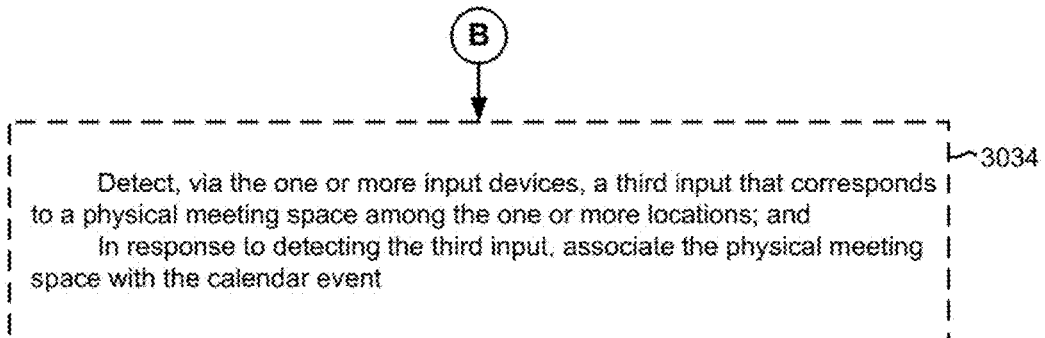 B
3034
Detect, via the one or more input devices, a third input that corresponds
to a physical meeting space among the one or more locations; and
In response to detecting the third input, associate the physical meeting
space with the calendar event